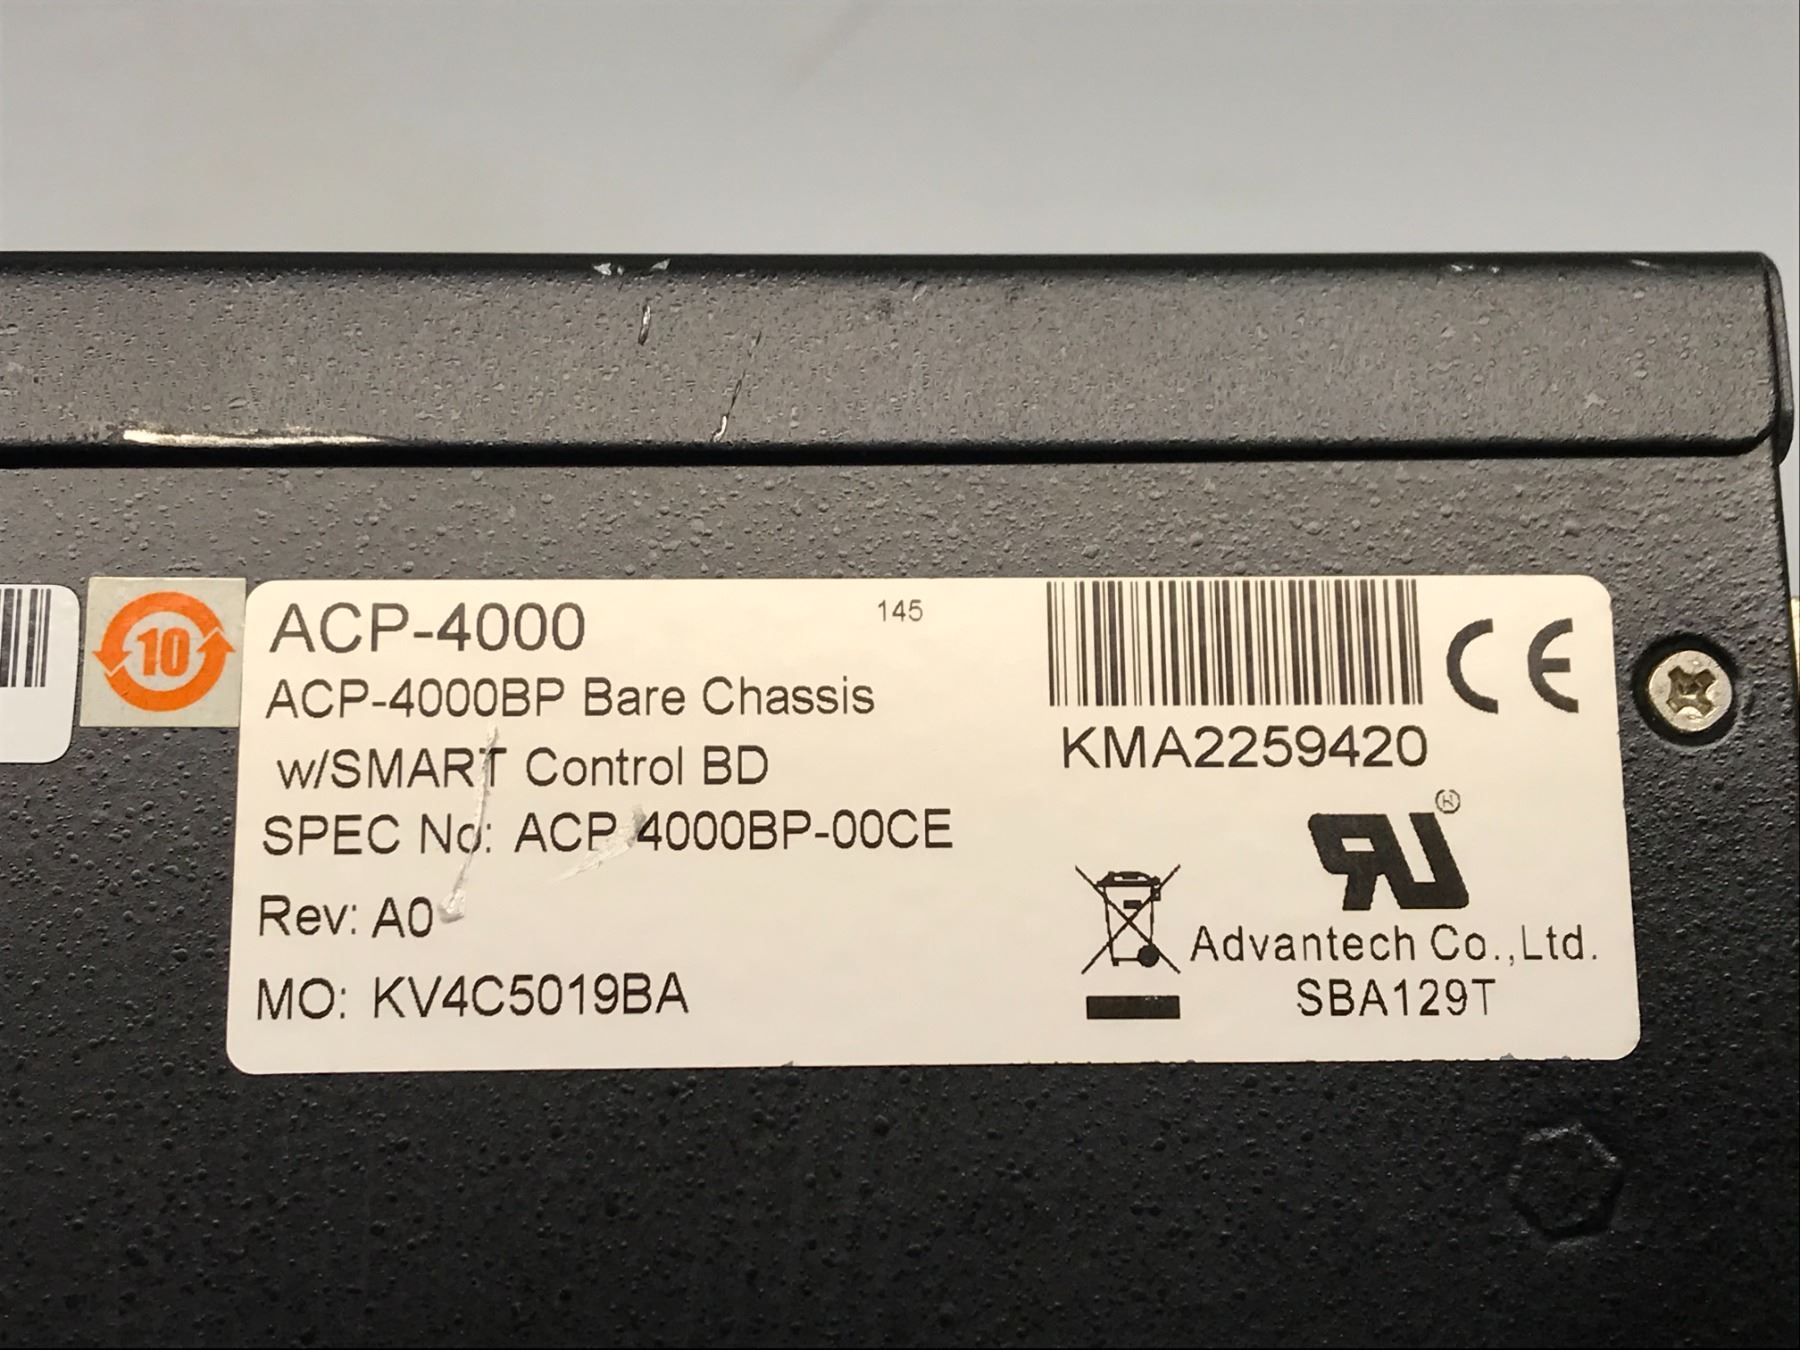 10
ACP-4000
145
ACP-4000BP Bare Chassis
w/SMART Control BD
SPEC No: ACP-4000BP-00CE
Rev: A0
MO: KV4C5019BA
CE
KMA2259420
RU
Advantech Co.,Ltd.
SBA129T